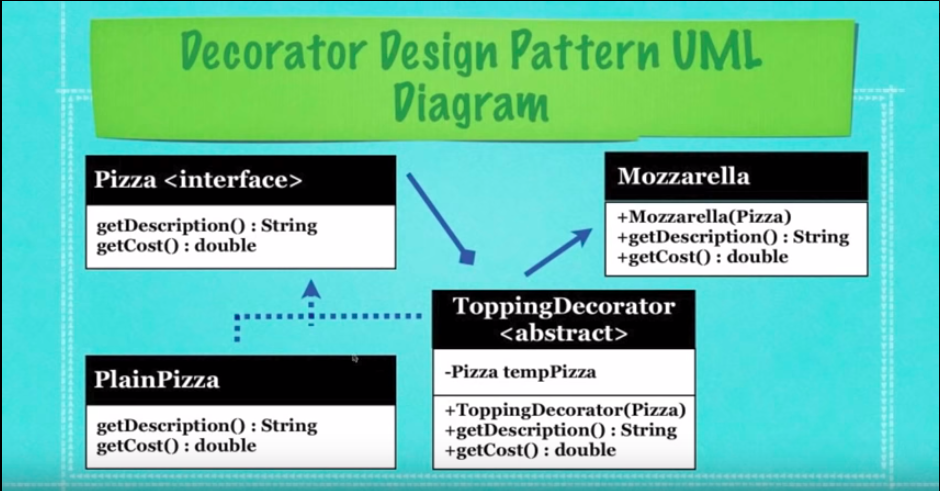 Decorator Design Pattern UML
Diagram
Pizza <interface>
getDescription() : String
getCost() : double
Mozzarella
+Mozzarella(Pizza)
+getDescription() : String
+getCost() : double
PlainPizza
getDescription() : String
getCost() : double
ToppingDecorator
<abstract>
-Pizza tempPizza
+ToppingDecorator(Pizza)
+getDescription() : String
+getCost() : double